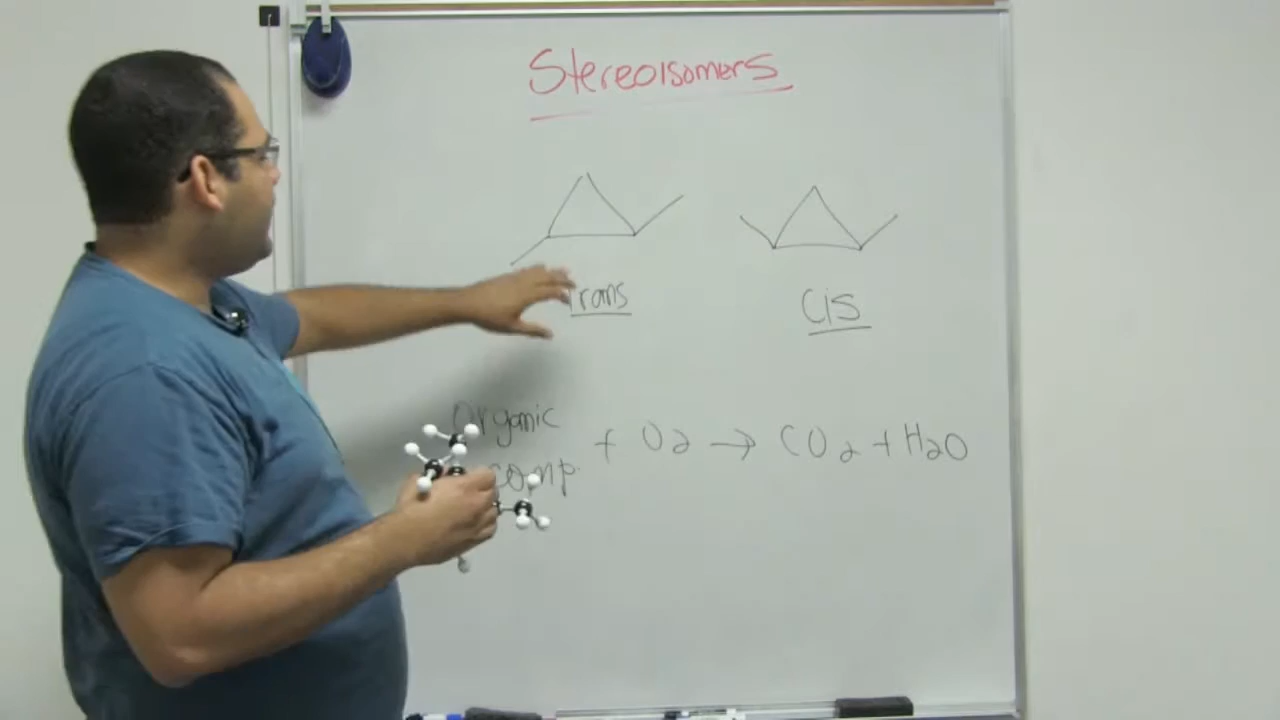 Stereoisomers
Trans
Cis
Organic comp. + O2 → CO2 + H2O